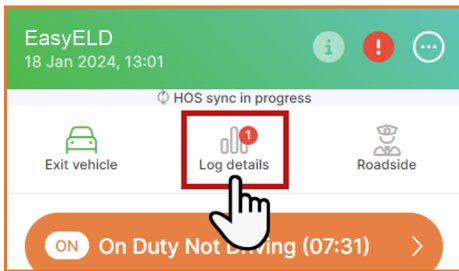 EasyELD
18 Jan 2024, 13:01
i ! ...
HOS sync in progress
1
Exit vehicle Log details Roadside
ON On Duty Not Driving (07:31) >